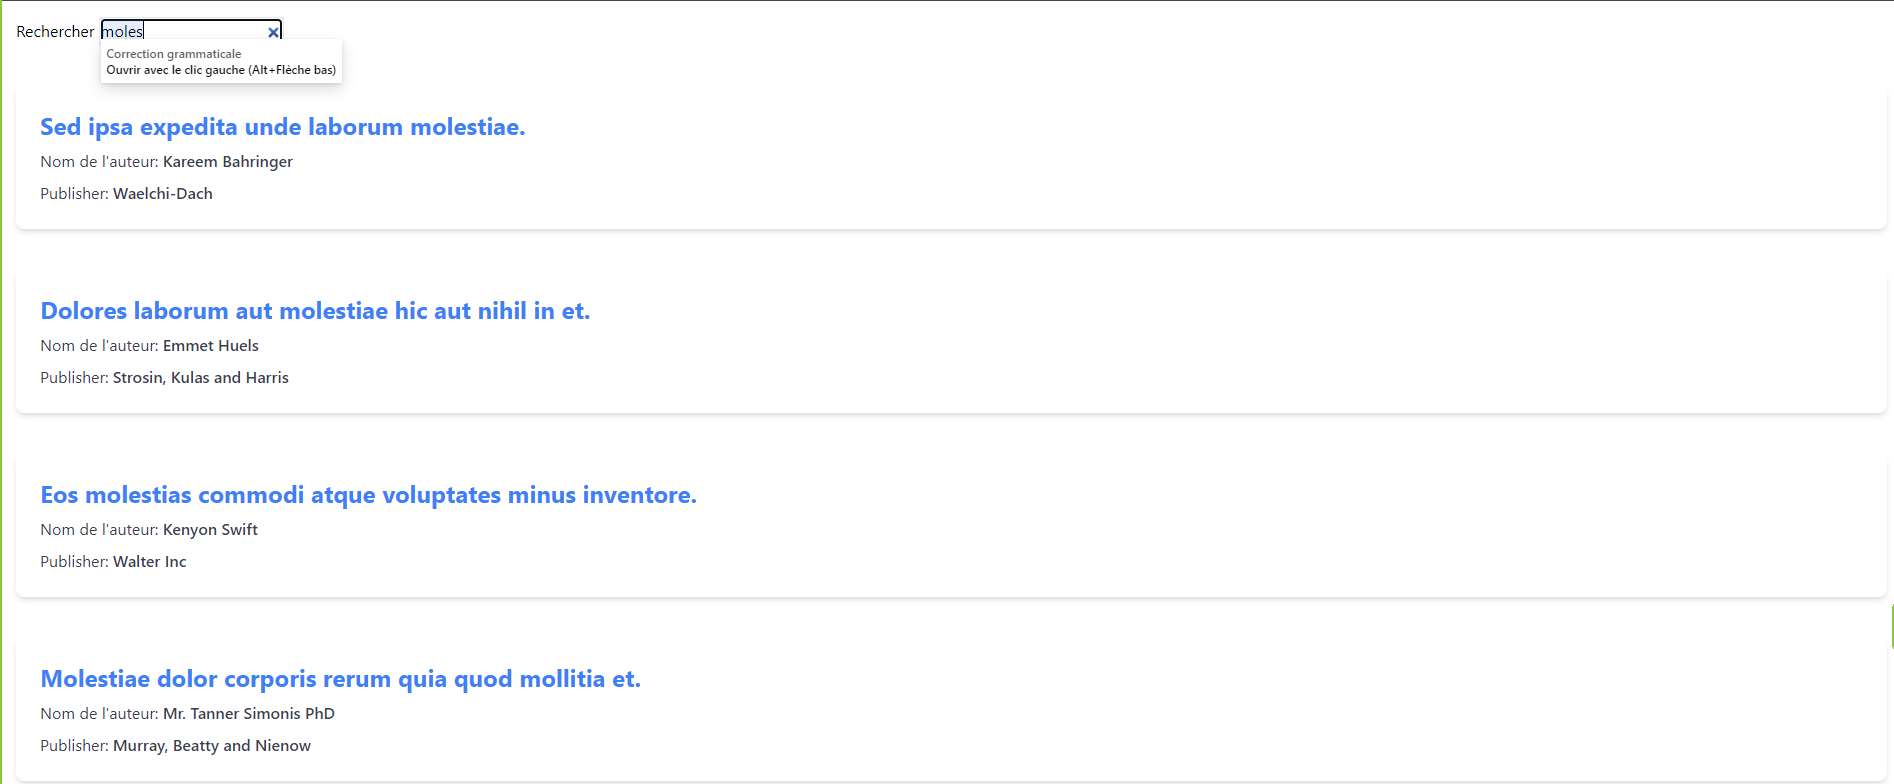 Rechercher moles
Correction grammaticale
Ouvrir avec le clic gauche (Alt+Flèche bas)
Sed ipsa expedita unde laborum molestiae.
Nom de l'auteur: Kareem Bahringer
Publisher: Waelchi-Dach
Dolores laborum aut molestiae hic aut nihil in et.
Nom de l'auteur: Emmet Huels
Publisher: Strosin, Kulas and Harris
Eos molestias commodi atque voluptates minus inventore.
Nom de l'auteur: Kenyon Swift
Publisher: Walter Inc
Molestiae dolor corporis rerum quia quod mollitia et.
Nom de l'auteur: Mr. Tanner Simonis PhD
Publisher: Murray, Beatty and Nienow